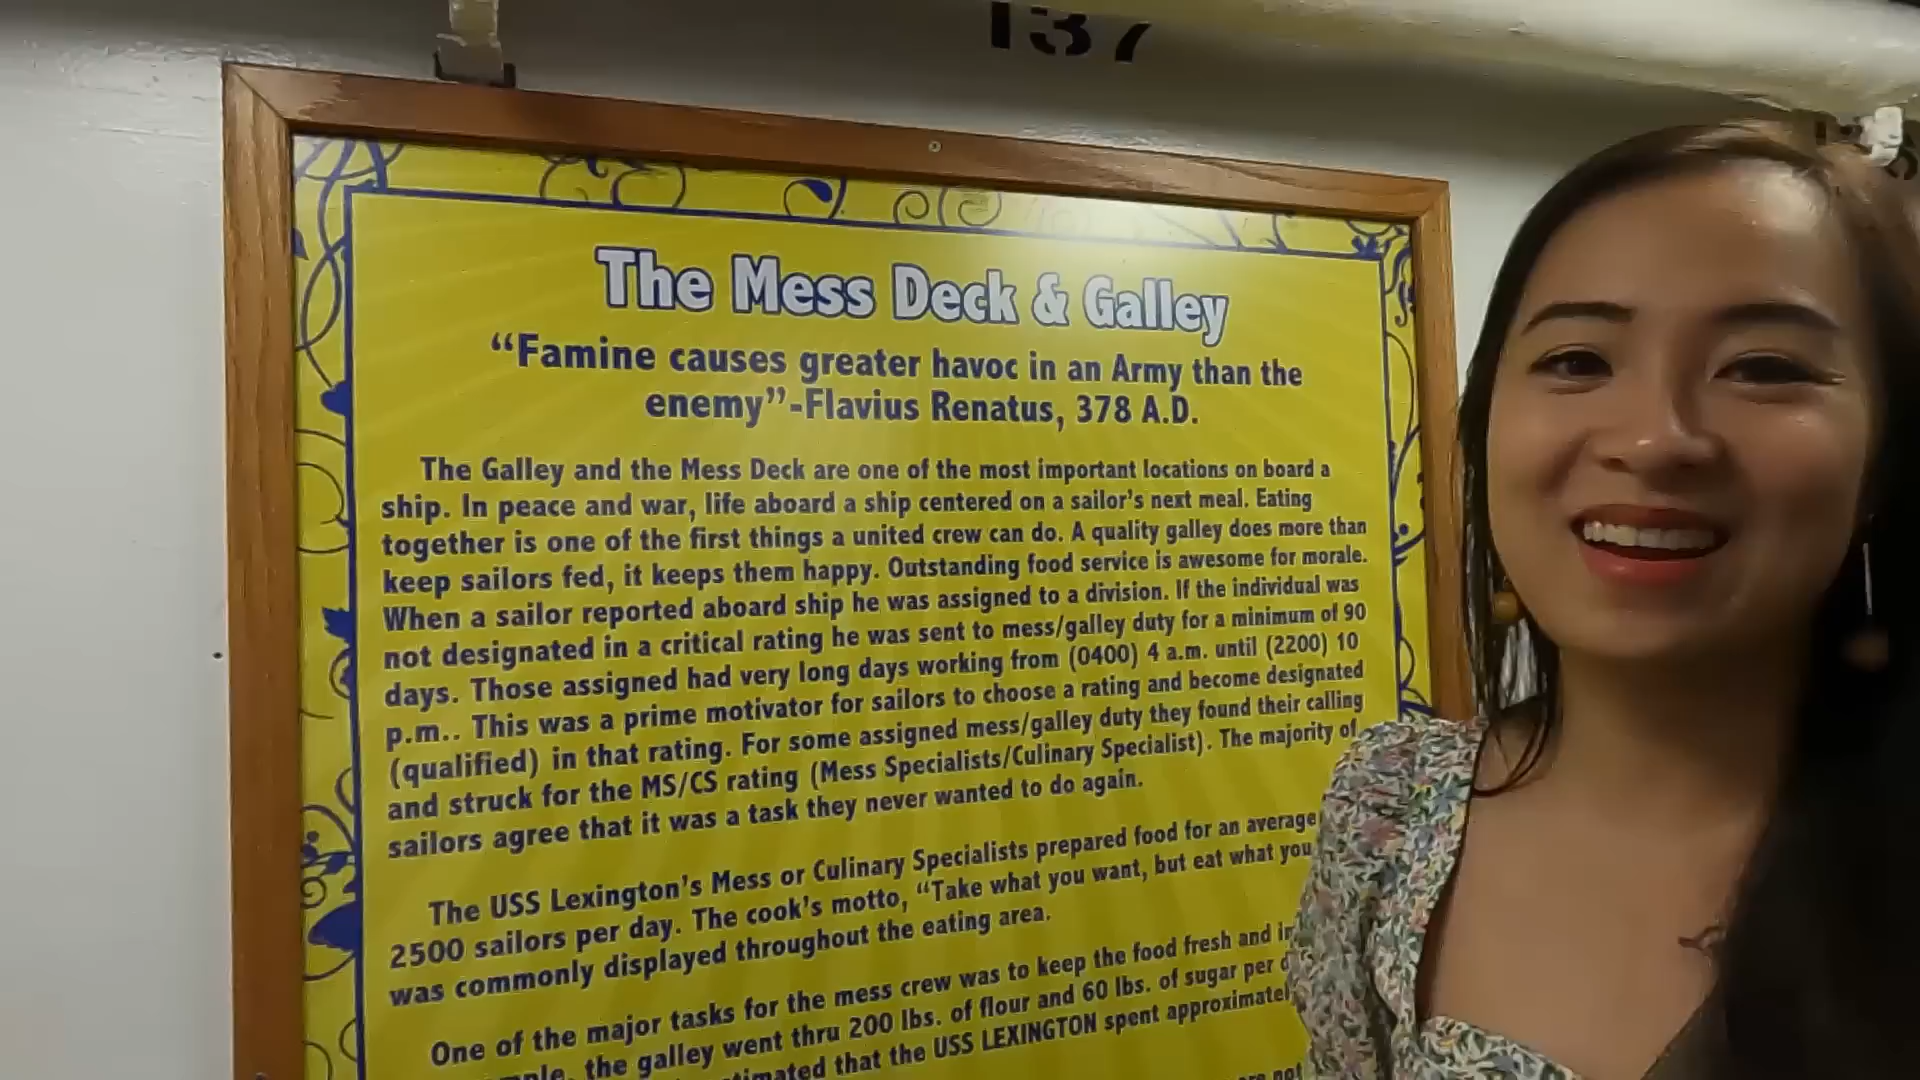 137
The Mess Deck & Galley
“Famine causes greater havoc in an Army than the
enemy”-Flavius Renatus, 378 A.D.
The Galley and the Mess Deck are one of the most important locations on board a
ship. In peace and war, life aboard a ship centered on a sailor’s next meal. Eating
together is one of the first things a united crew can do. A quality galley does more than
keep sailors fed, it keeps them happy. Outstanding food service is awesome for morale.
When a sailor reported aboard ship he was assigned to a division. If the individual was
not designated in a critical rating he was sent to mess/galley duty for a minimum of 90
days. Those assigned had very long days working from (0400) 4 a.m. until (2200) 10
p.m.. This was a prime motivator for sailors to choose a rating and become designated
(qualified) in that rating. For some assigned mess/galley duty they found their calling
and struck for the MS/CS rating (Mess Specialists/Culinary Specialist). The majority of
sailors agree that it was a task they never wanted to do again.
The USS Lexington’s Mess or Culinary Specialists prepared food for an average
2500 sailors per day. The cook’s motto, “Take what you want, but eat what you
was commonly displayed throughout the eating area.
One of the major tasks for the mess crew was to keep the food fresh and
the galley went thru 200 lbs. of flour and 60 lbs. of sugar per
that the USS LEXINGTON spent
not